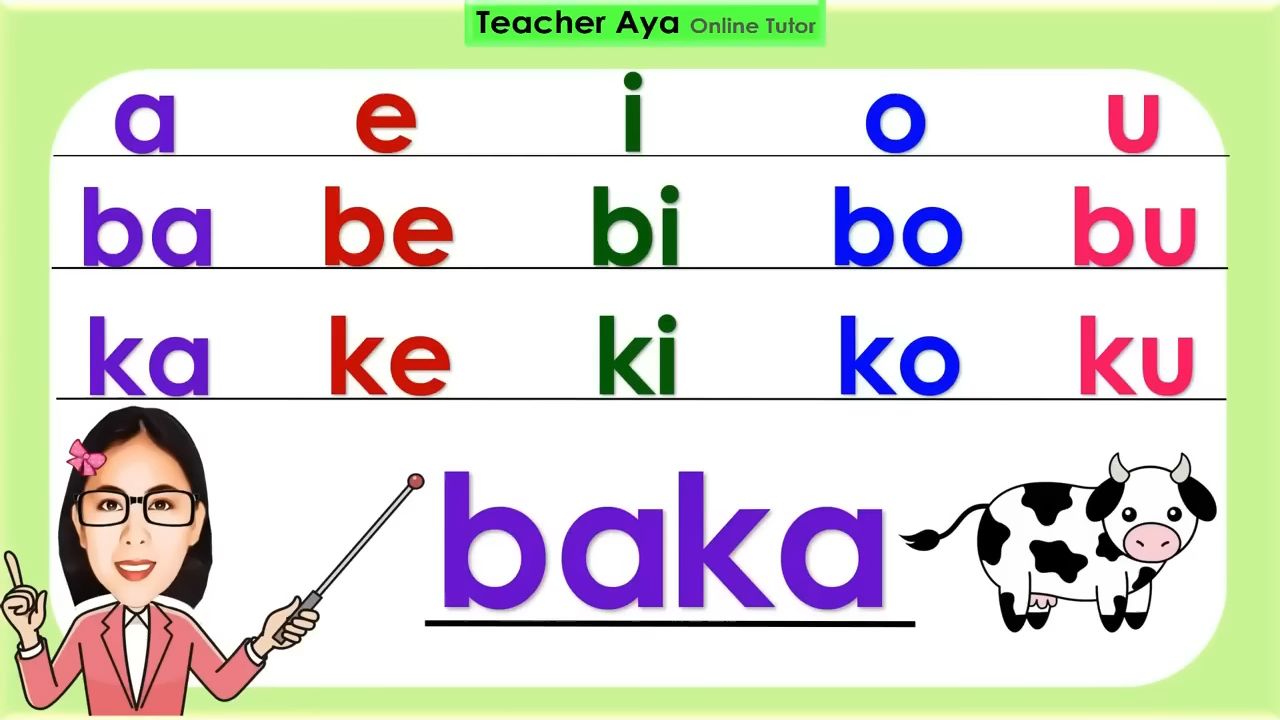 Teacher Aya Online Tutor
a e i o u
ba be bi bo bu
ka ke ki ko ku
baka